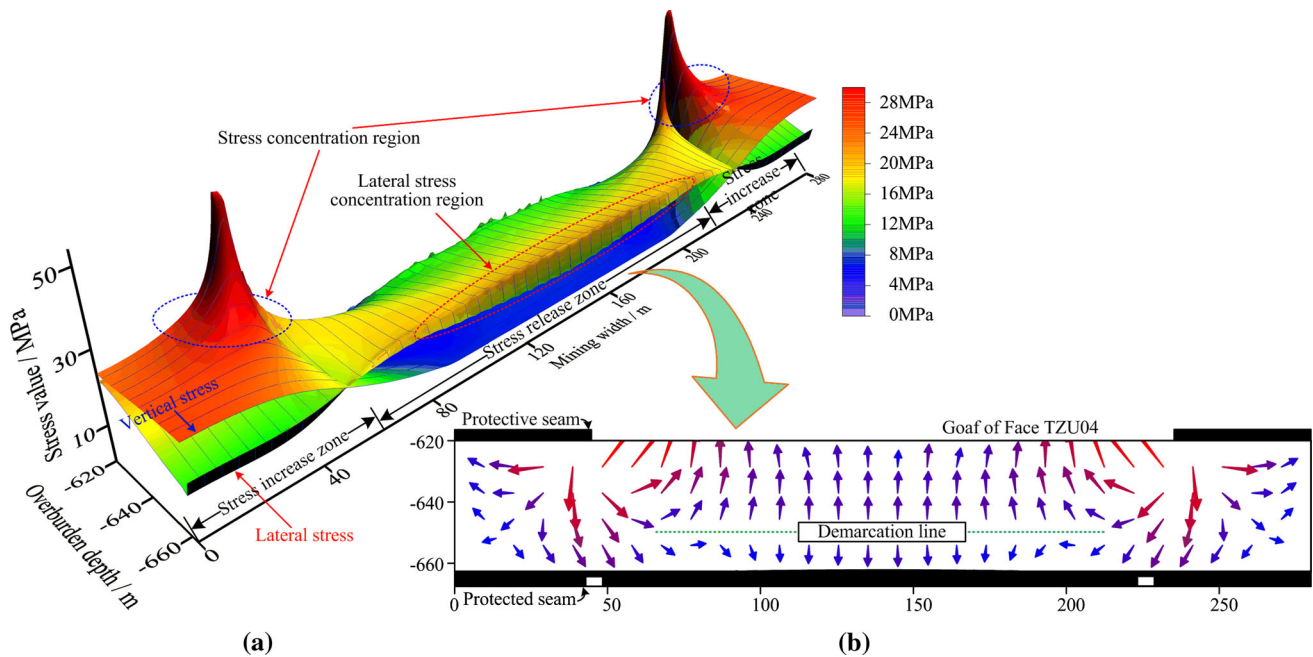 Stress concentration region
Lateral stress
concentration region
28MPa
24MPa
20MPa
16MPa
12MPa
8MPa
4MPa
0MPa
Stress
increase
zone
280
240
200
160
120
80
40
0
Mining width / m
Stress release zone
Stress increase zone
50
30
10
Stress value / MPa
Vertical stress
Lateral stress
-620
-640
-660
Overburden depth / m
Protective seam
Goaf of Face TZU04
-620
-640
-660
Demarcation line
Protected seam
0
50
100
150
200
250
(a)
(b)